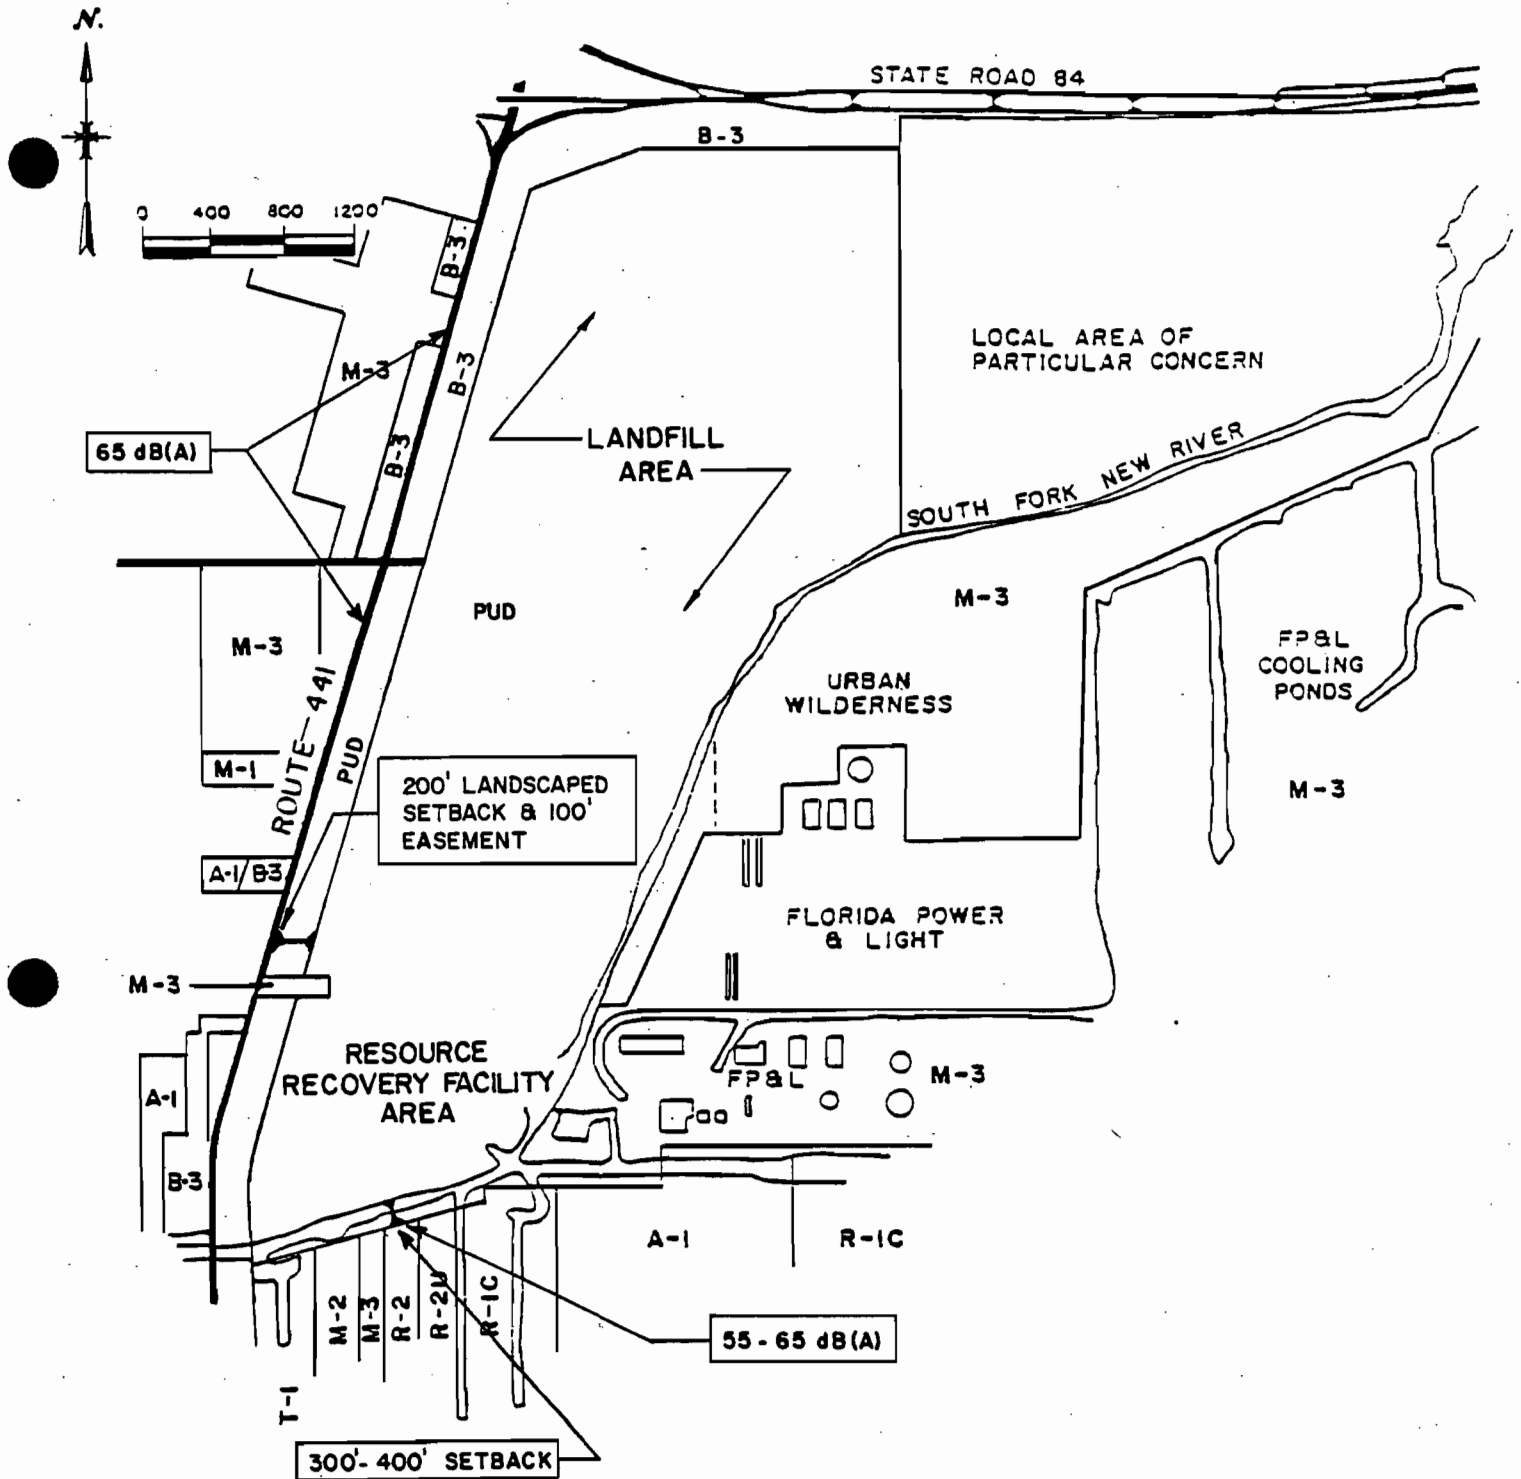 N.
STATE ROAD 84
B-3
0 400 800 1200'
B-3
LOCAL AREA OF
PARTICULAR CONCERN
M-3
B-3
65 dB(A)
B-3
LANDFILL
AREA
SOUTH FORK NEW RIVER
PUD
M-3
M-3
FP&L
COOLING
PONDS
URBAN
WILDERNESS
ROUTE 441
PUD
M-1
200' LANDSCAPED
SETBACK & 100'
EASEMENT
M-3
A-1/B-3
FLORIDA POWER
& LIGHT
M-3
RESOURCE
RECOVERY FACILITY
AREA
FP&L
M-3
A-1
B-3
A-1
R-1C
M-2
M-3
R-2
R-2U
R-1C
55-65 dB(A)
T-1
300'-400' SETBACK